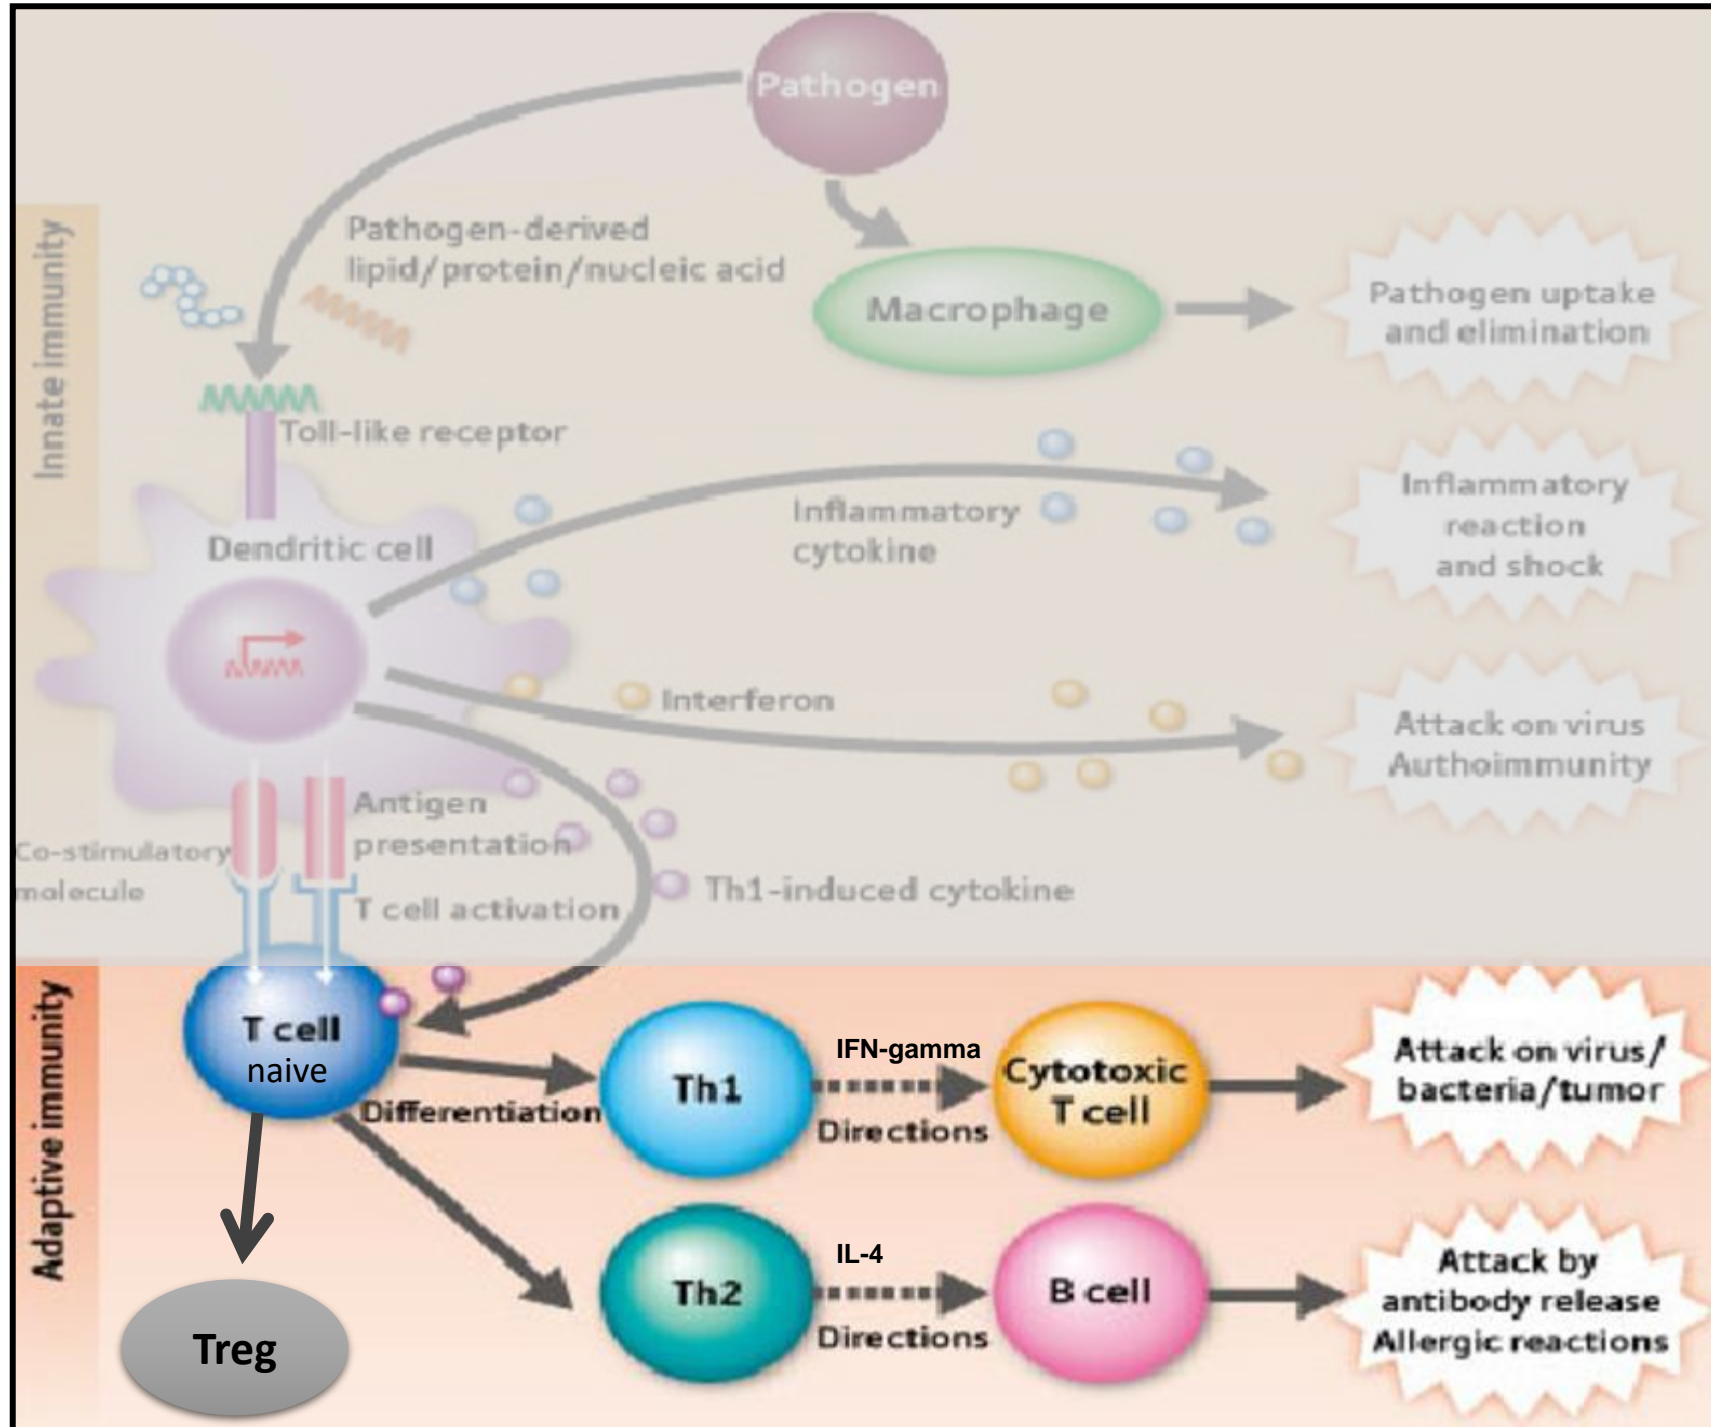 Pathogen
Innate immunity
Pathogen-derived
lipid/protein/nucleic acid
Macrophage
Pathogen uptake
and elimination
Toll-like receptor
Dendritic cell
Inflammatory
cytokine
Inflammatory
reaction
and shock
Interferon
Attack on virus
Authoimmunity
Antigen
presentation
Co-stimulatory
molecule
T cell activation
Th1-induced cytokine
Adaptive immunity
T cell
naive
Differentiation
Th1
IFN-gamma
Directions
Cytotoxic
T cell
Attack on virus/
bacteria/tumor
Th2
IL-4
Directions
B cell
Attack by
antibody release
Allergic reactions
Treg